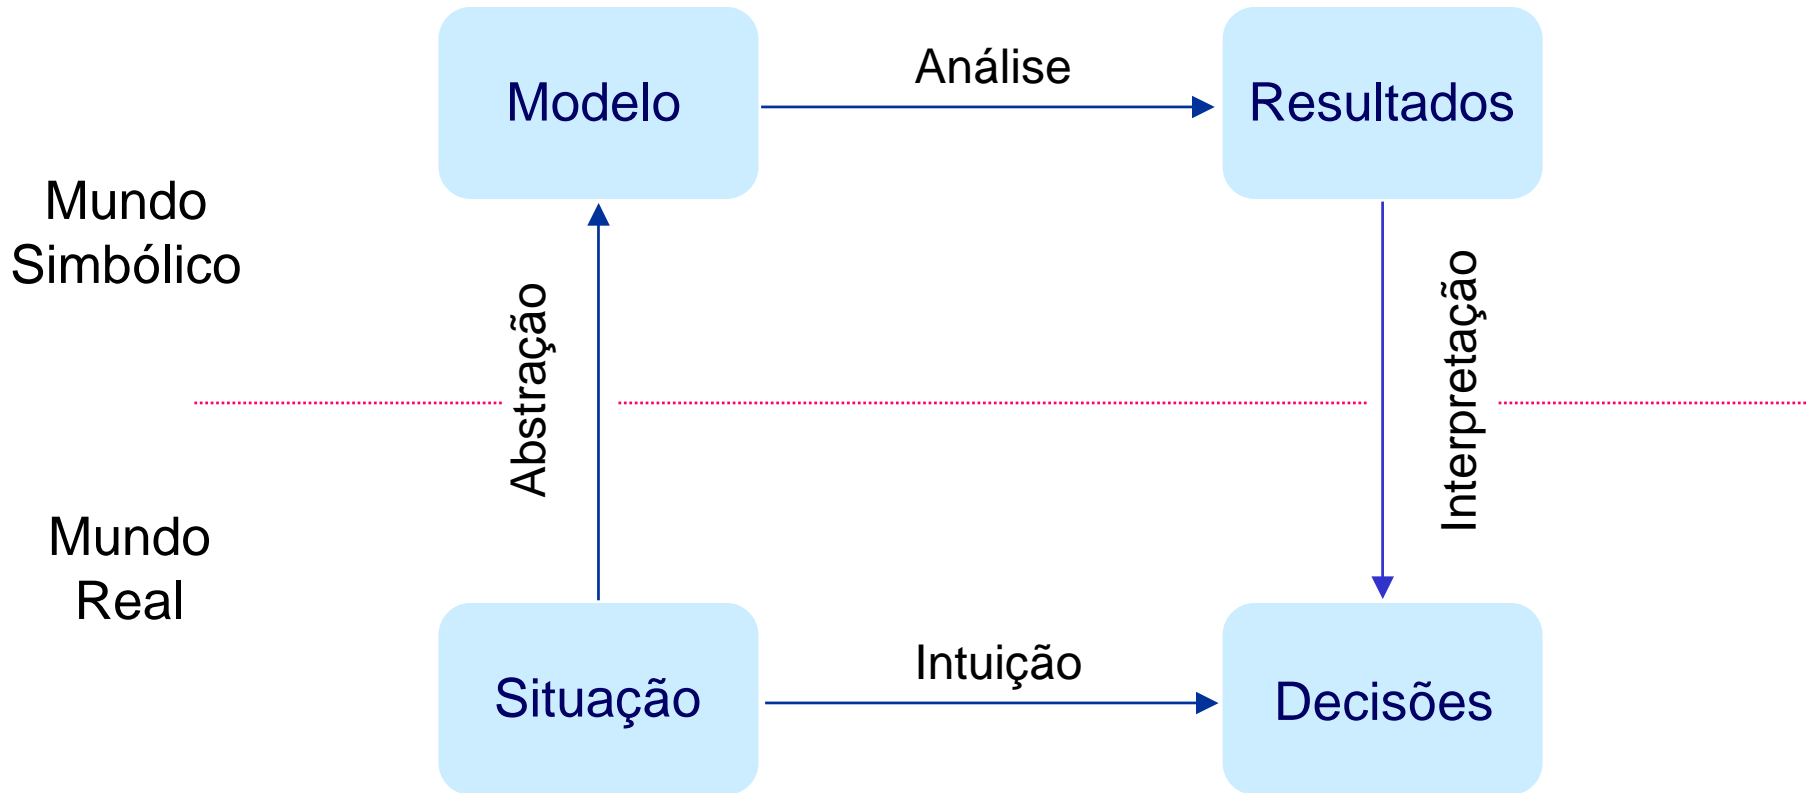 Análise
Modelo
Resultados
Mundo
Simbólico
Abstração
Interpretação
Mundo
Real
Intuição
Situação
Decisões